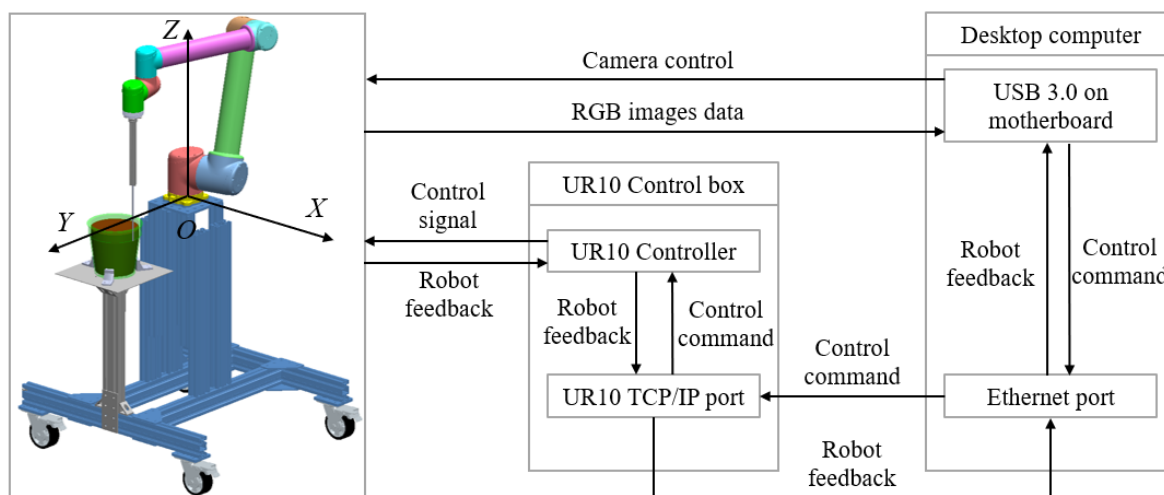 Z
Y
O
X
Camera control
RGB images data
Control
signal
Robot
feedback
UR10 Control box
UR10 Controller
Robot
feedback
Control
command
UR10 TCP/IP port
Control
command
Robot
feedback
Desktop computer
USB 3.0 on
motherboard
Robot
feedback
Control
command
Ethernet port